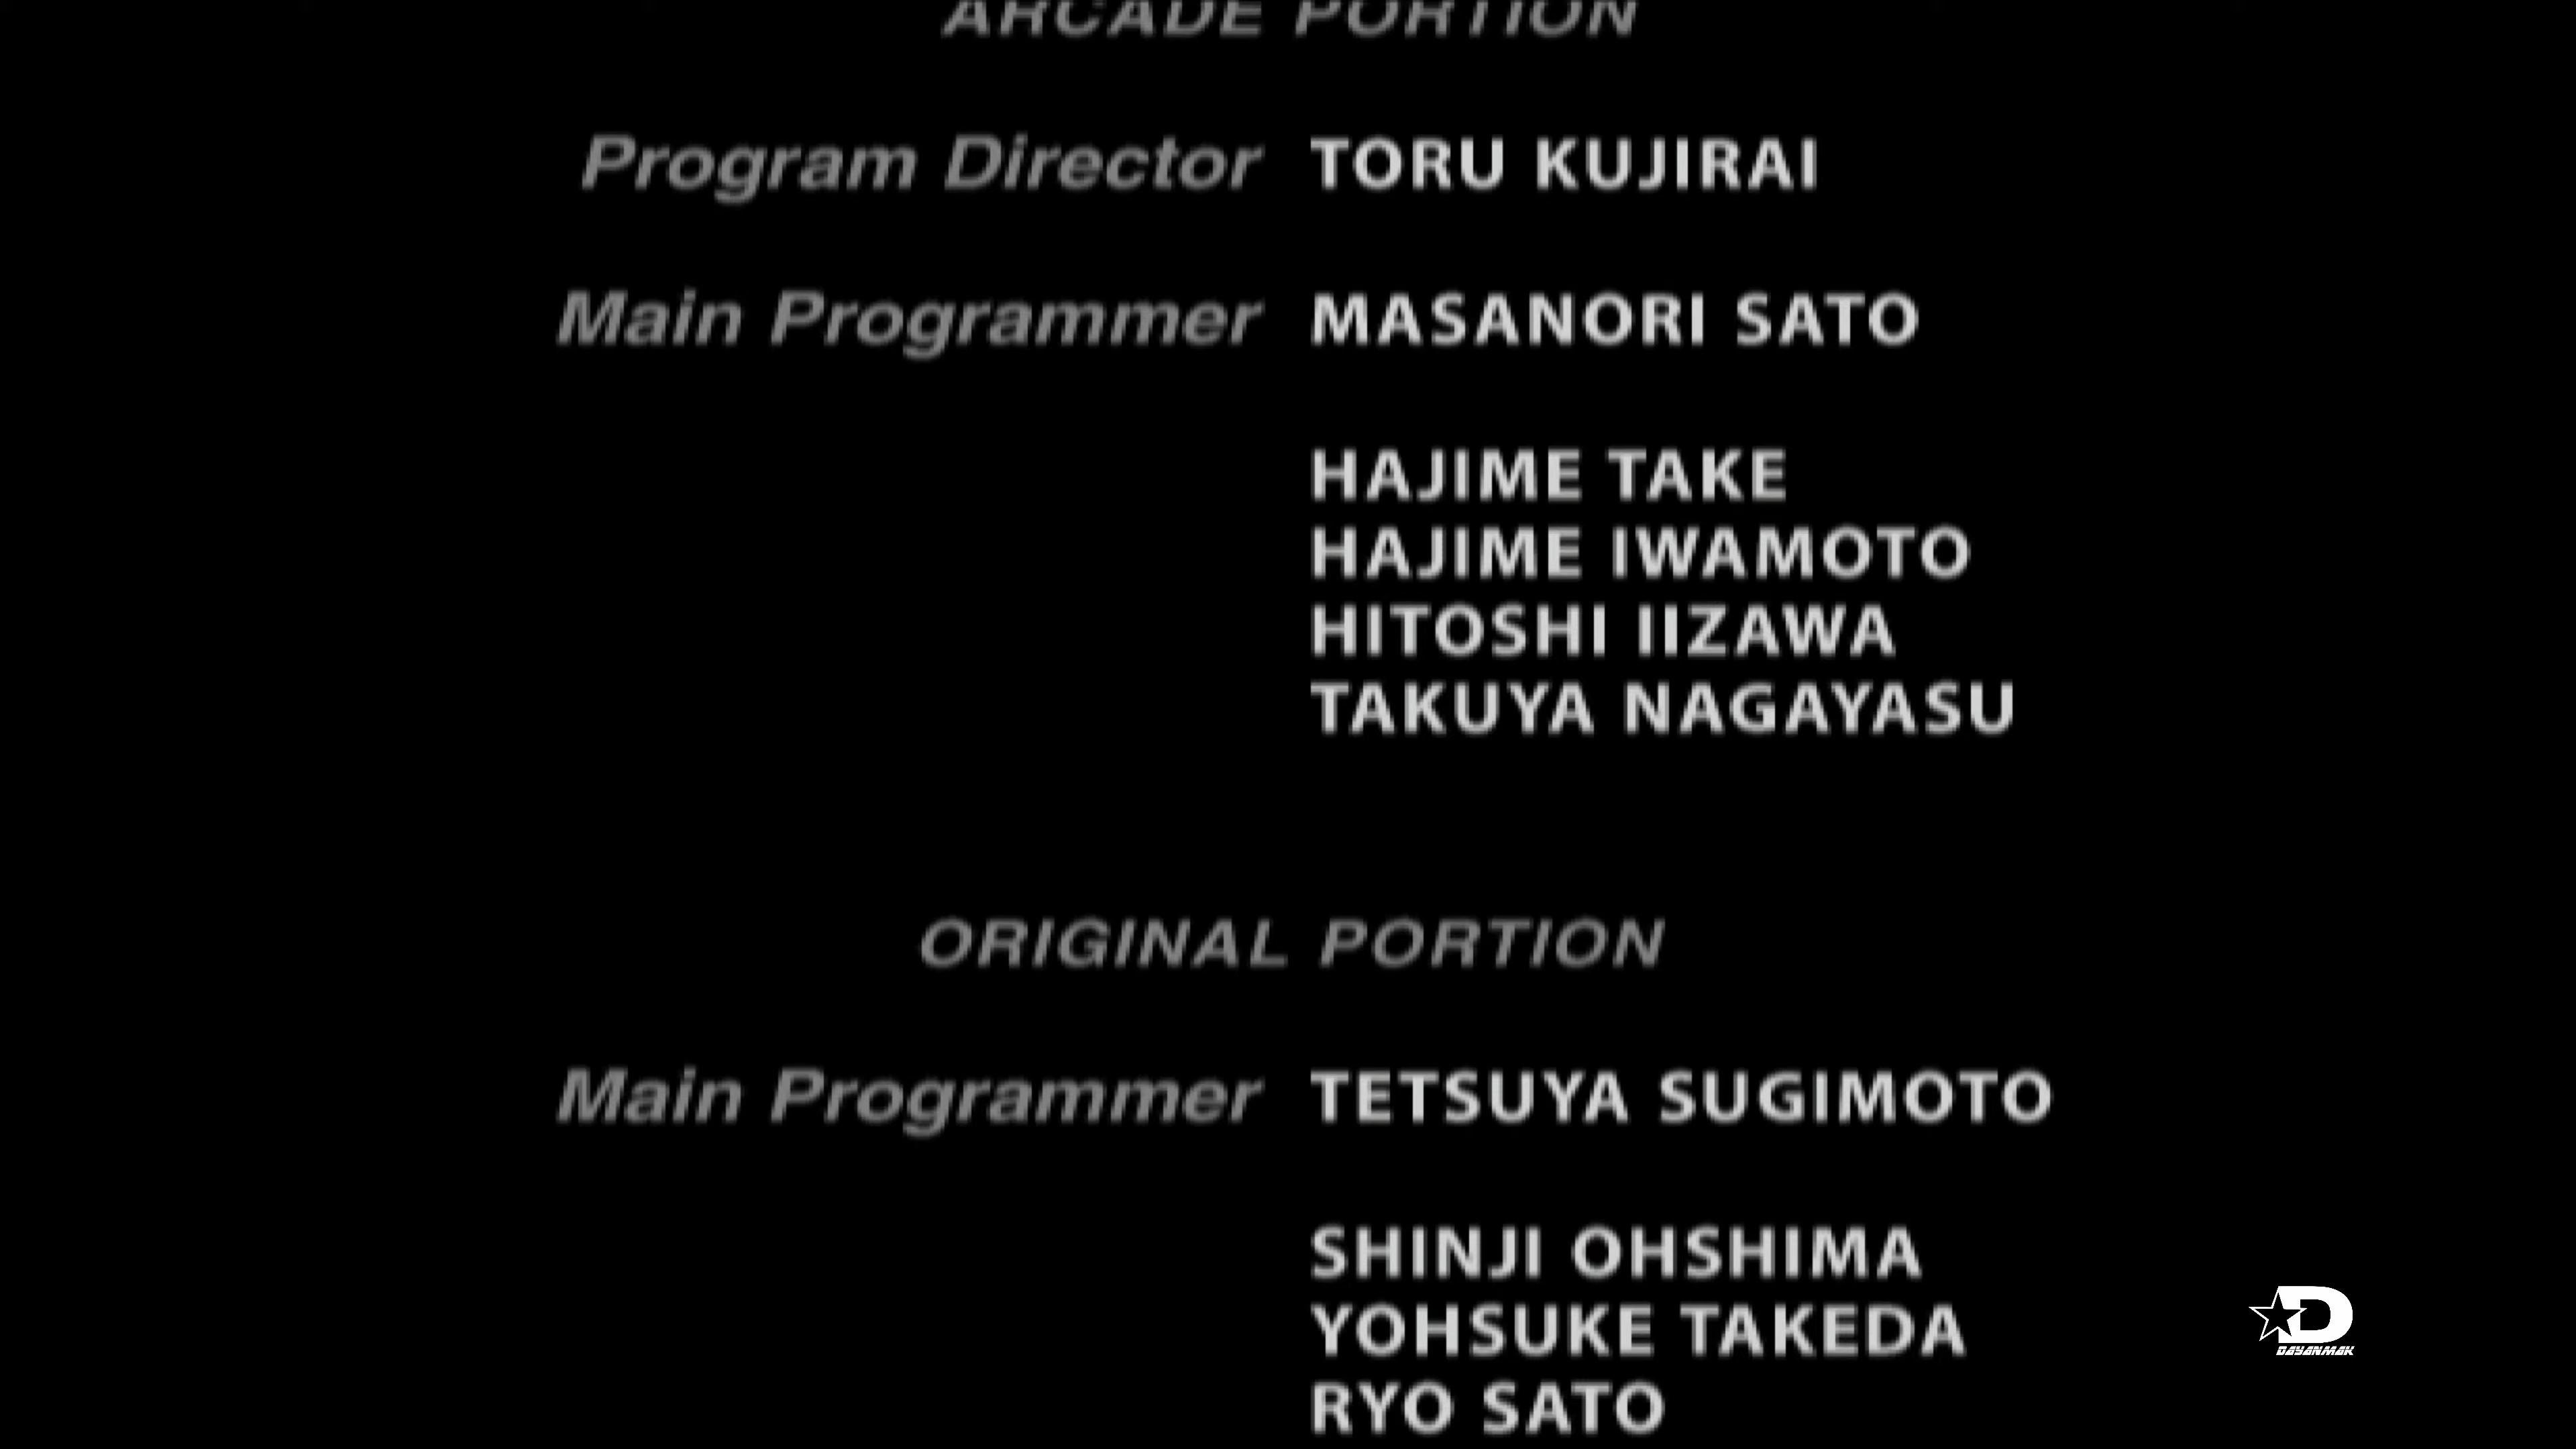 ARCADE PORTION
Program Director TORU KUJIRAI
Main Programmer MASANORI SATO
HAJIME TAKE
HAJIME IWAMOTO
HITOSHI IIZAWA
TAKUYA NAGAYASU
ORIGINAL PORTION
Main Programmer TETSUYA SUGIMOTO
SHINJI OHSHIMA
YOHSUKE TAKEDA
RYO SATO
D
DAYANMAK